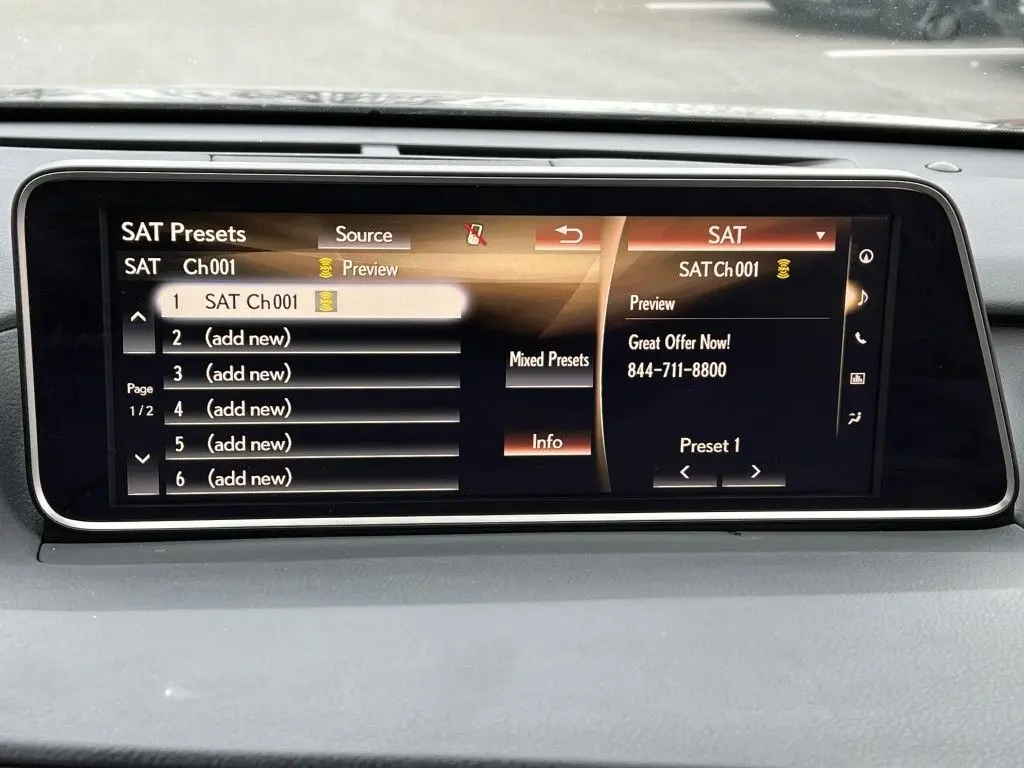 SAT Presets
Source
SAT Ch001
Preview
1 SAT Ch001
2 (add new)
3 (add new)
4 (add new)
5 (add new)
6 (add new)
Page
1/2
Mixed Presets
Info
SAT
SAT Ch001
Preview
Great Offer Now!
844-711-8800
Preset 1